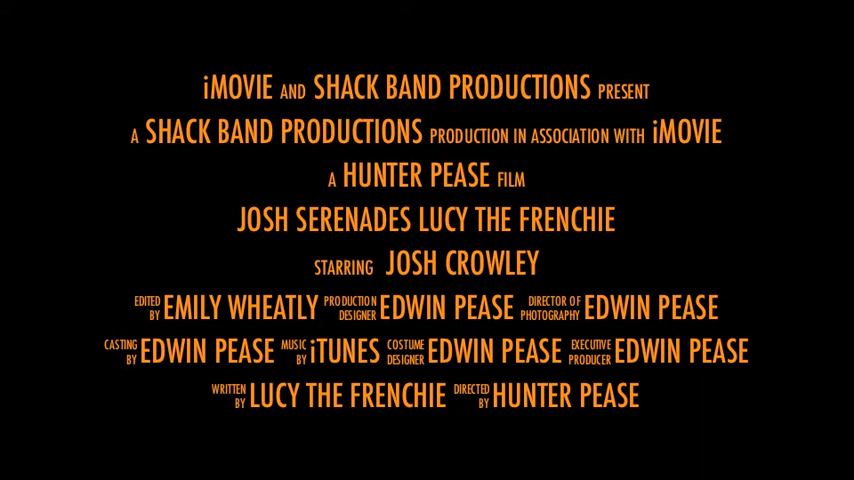 iMOVIE AND SHACK BAND PRODUCTIONS PRESENT
A SHACK BAND PRODUCTIONS PRODUCTION IN ASSOCIATION WITH iMOVIE
A HUNTER PEASE FILM
JOSH SERENADES LUCY THE FRENCHIE
STARRING JOSH CROWLEY
EDITED BY EMILY WHEATLY PRODUCTION DESIGNER EDWIN PEASE DIRECTOR OF PHOTOGRAPHY EDWIN PEASE
CASTING BY EDWIN PEASE MUSIC BY iTUNES COSTUME DESIGNER EDWIN PEASE EXECUTIVE PRODUCER EDWIN PEASE
WRITTEN BY LUCY THE FRENCHIE DIRECTED BY HUNTER PEASE